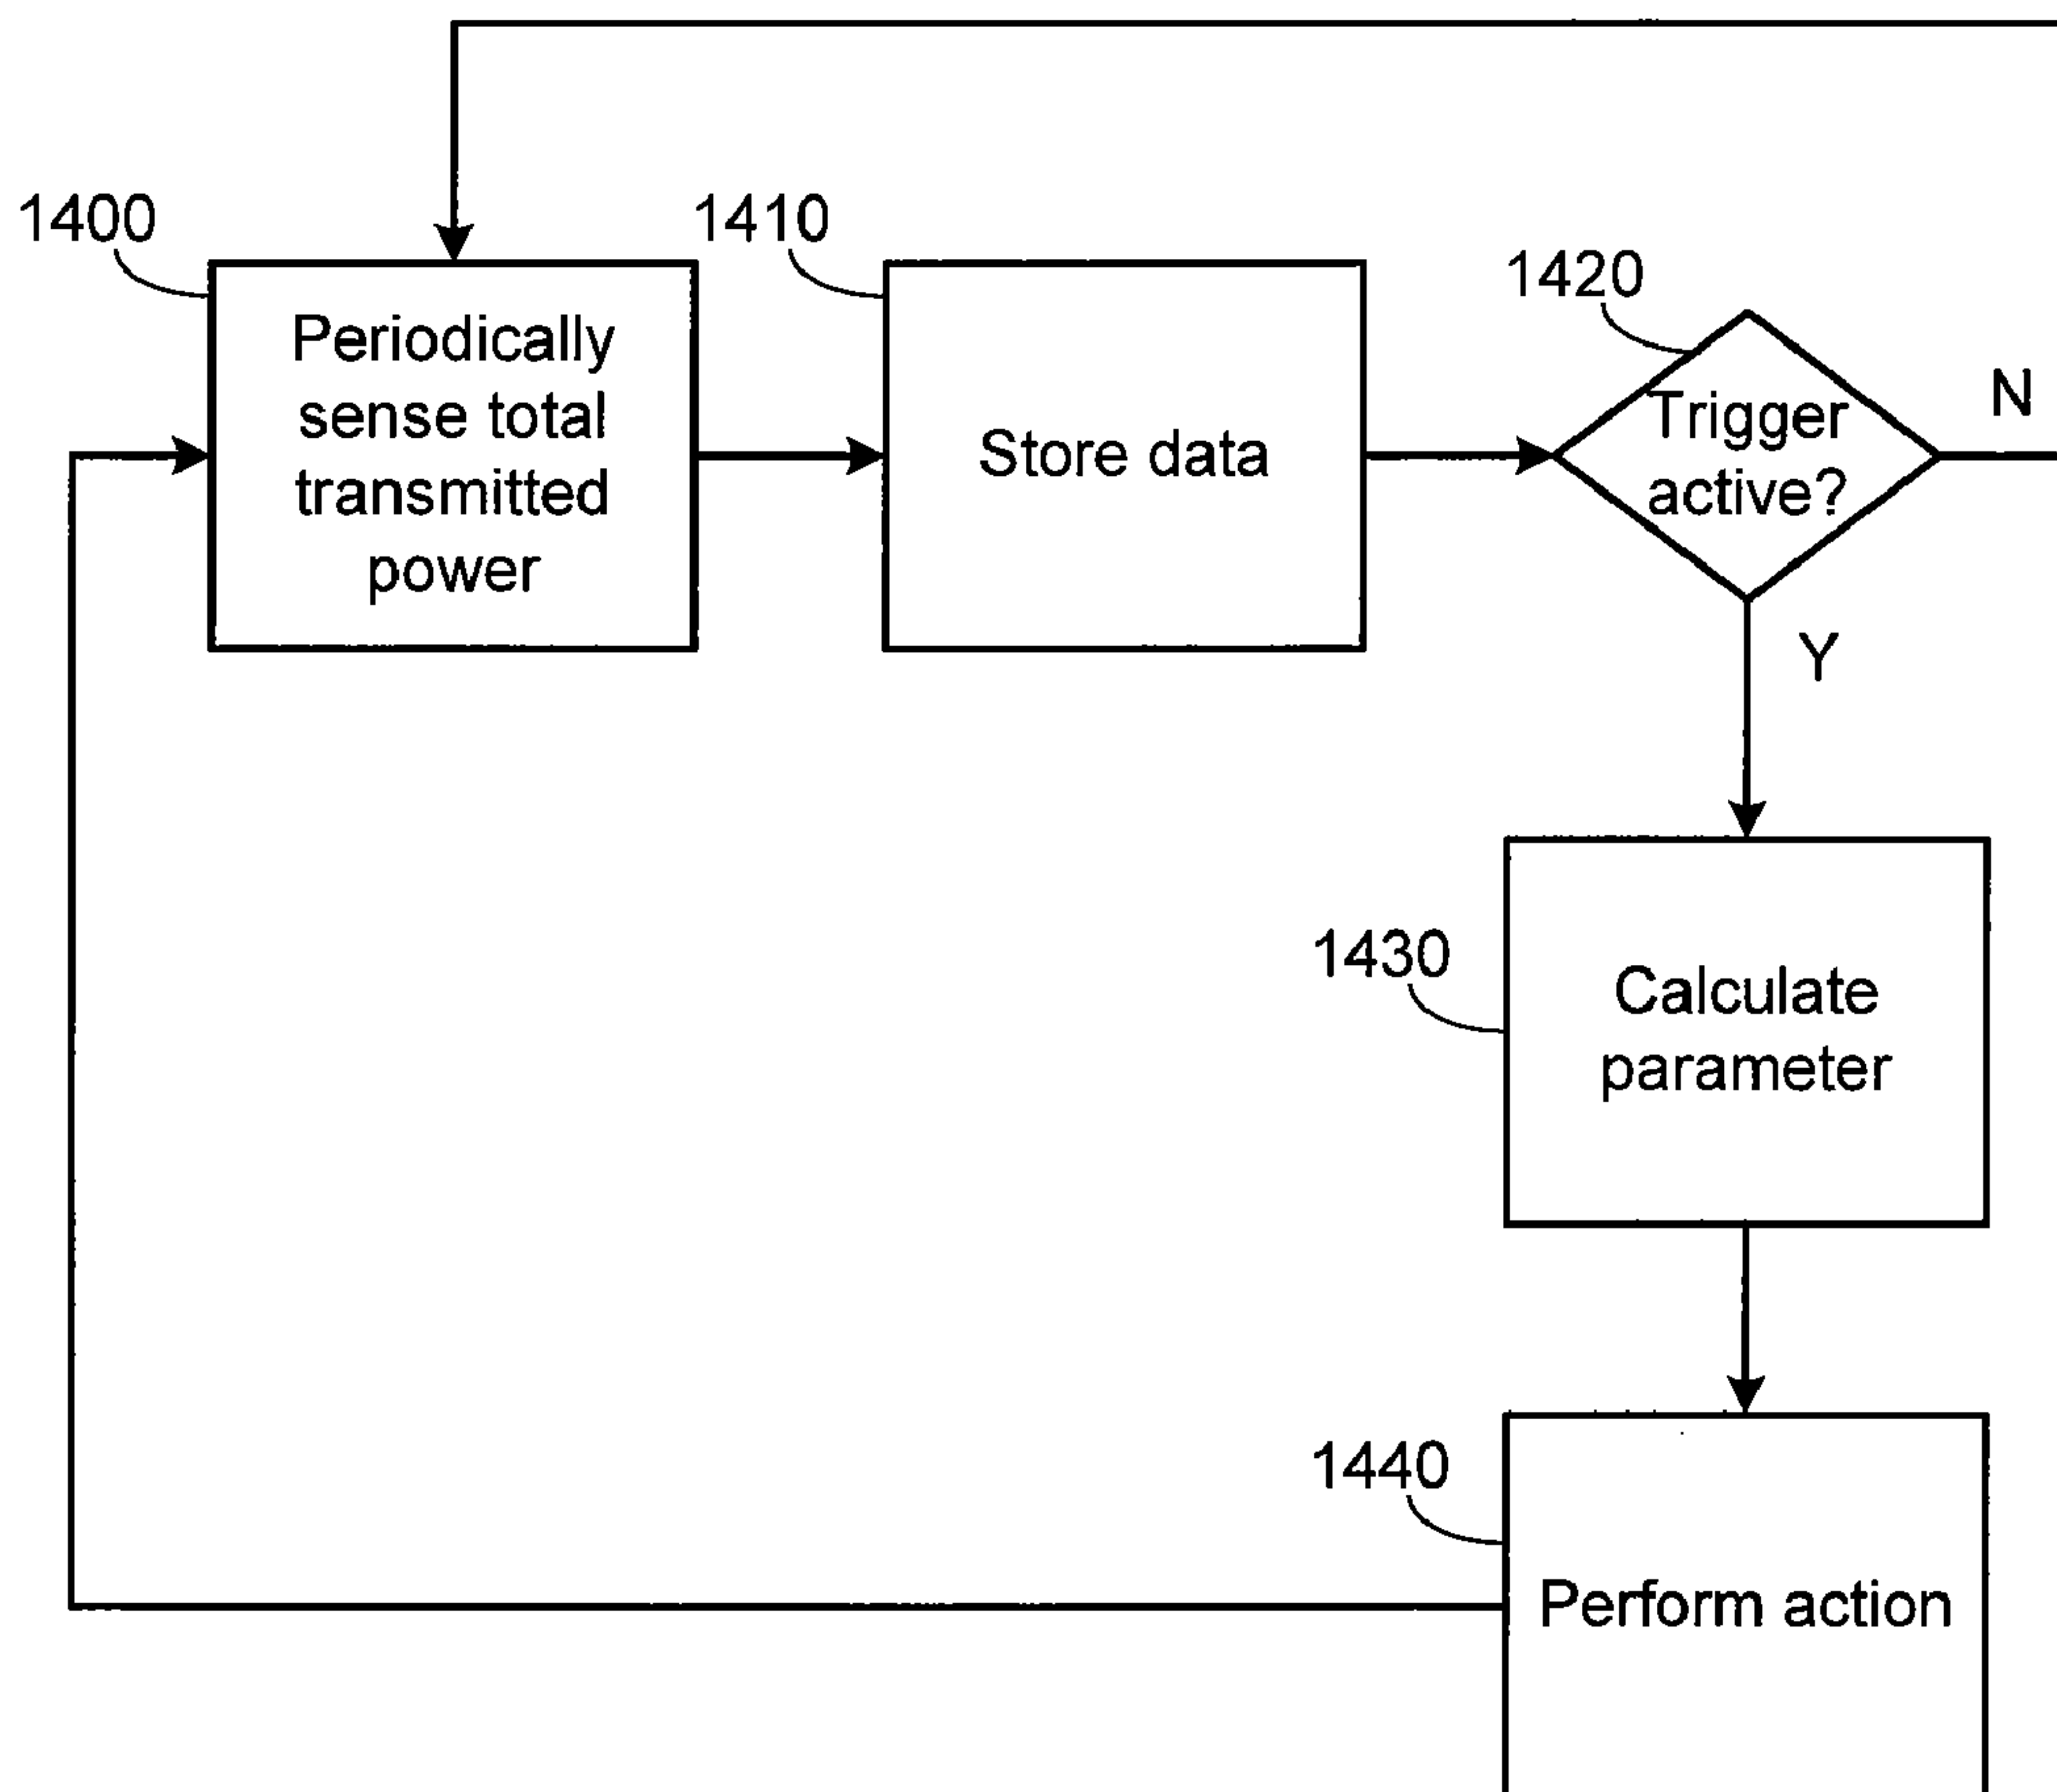 1400
Periodically
sense total
transmitted
power
1410
Store data
1420
Trigger
active?
N
Y
1430
Calculate
parameter
1440
Perform action